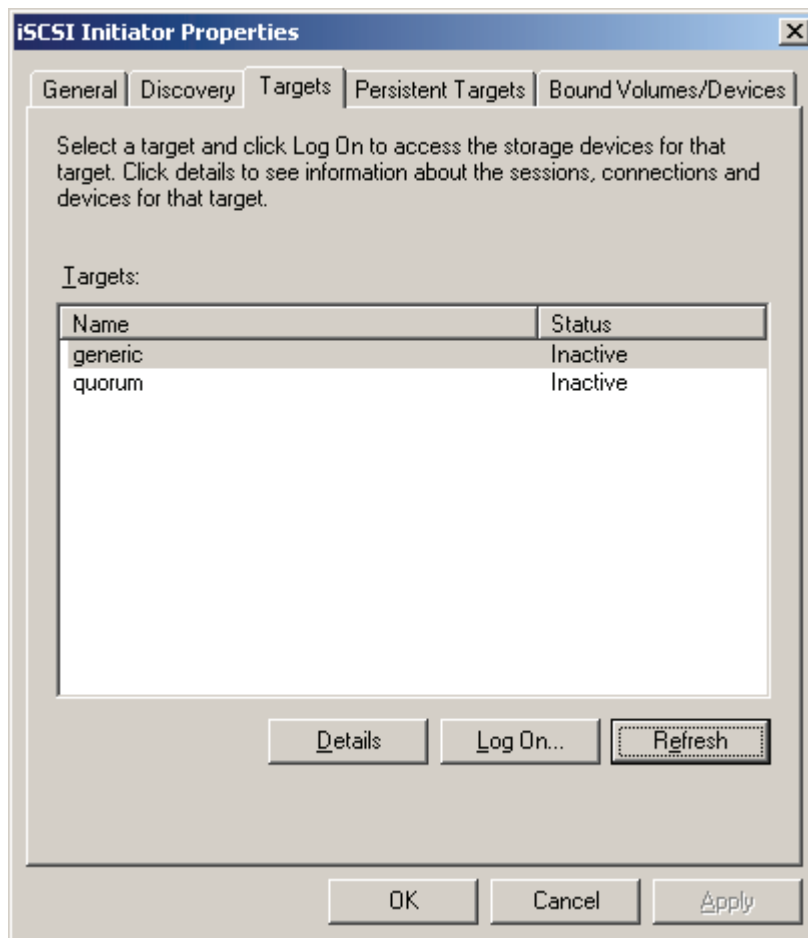 iSCSI Initiator Properties
General Discovery Targets Persistent Targets Bound Volumes/Devices
Select a target and click Log On to access the storage devices for that
target. Click details to see information about the sessions, connections and
devices for that target.
Targets:
Name Status
generic Inactive
quorum Inactive
Details Log On... Refresh
OK Cancel Apply